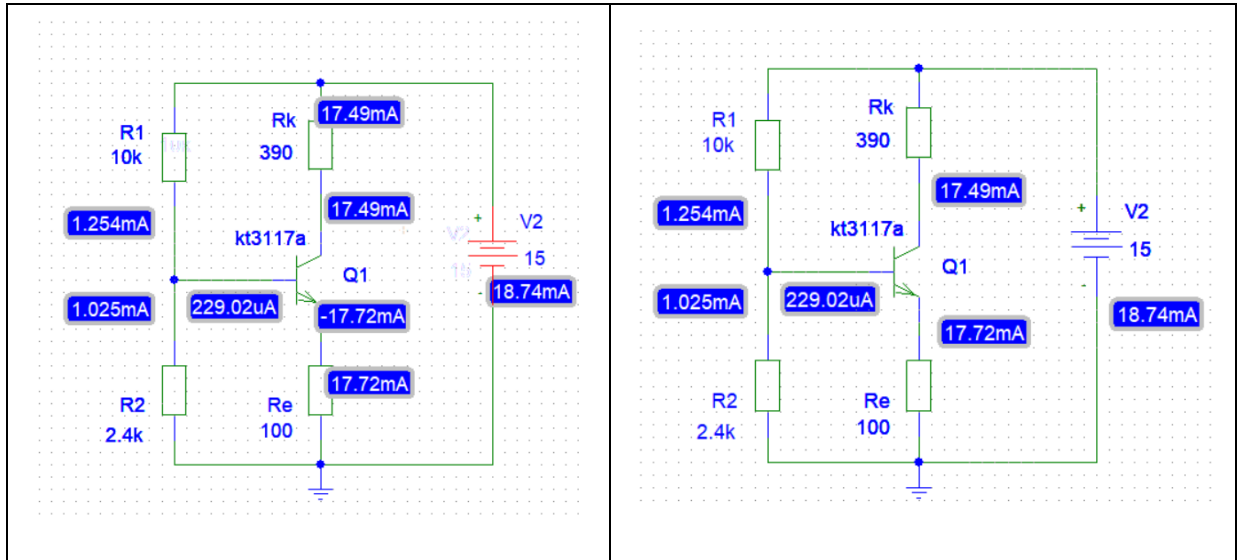 17.49mA
Rk
390
R1
10k
17.49mA
1.254mA
V2
+
15
kt3117a
Q1
229.02uA
1.025mA
-
18.74mA
-17.72mA
17.72mA
R2
2.4k
Re
100
Rk
390
R1
10k
17.49mA
1.254mA
+
V2
15
kt3117a
Q1
229.02uA
1.025mA
-
18.74mA
17.72mA
R2
2.4k
Re
100